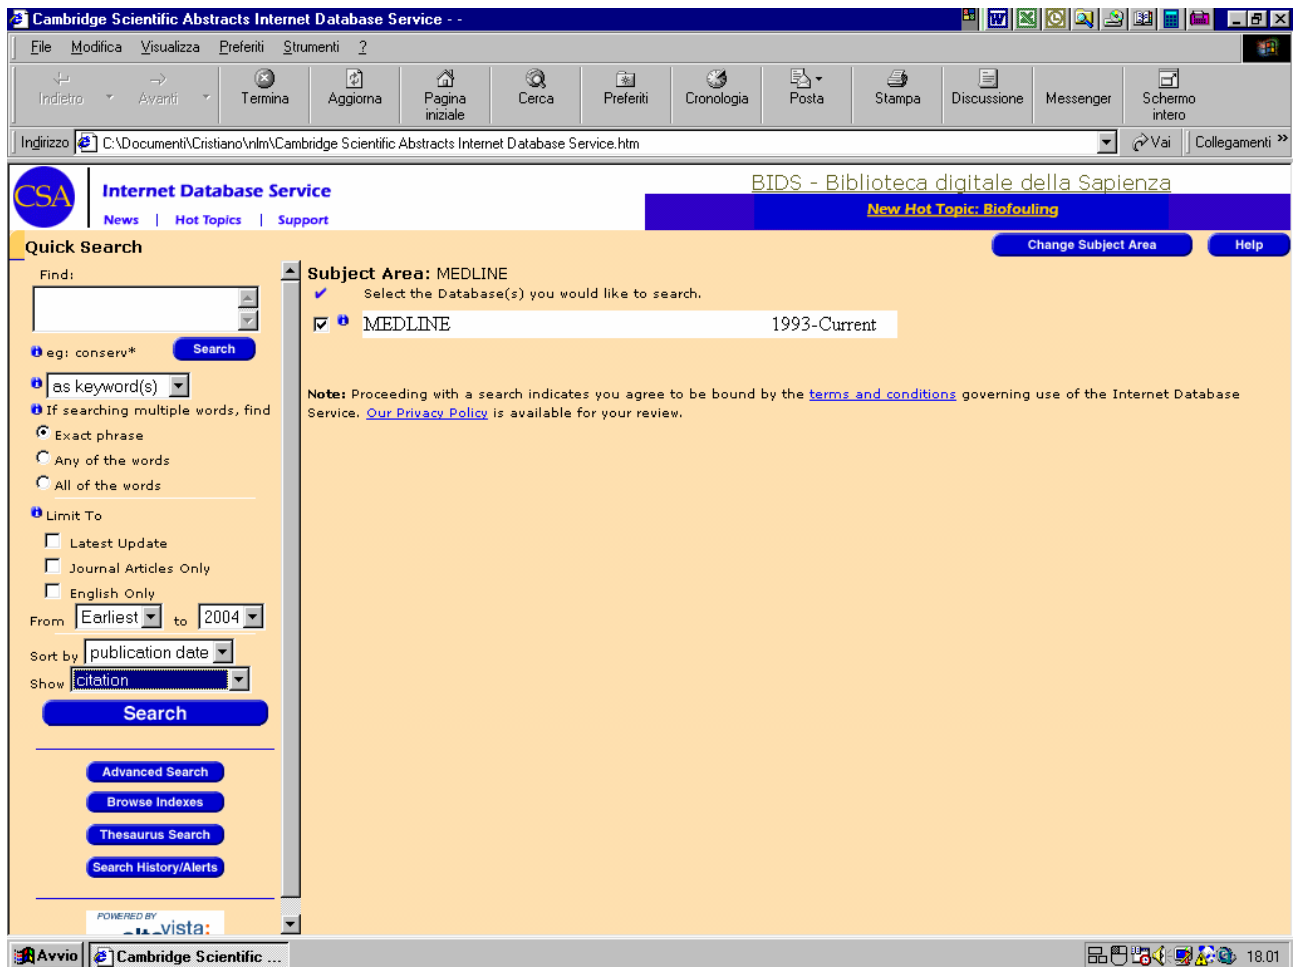 Cambridge Scientific Abstracts Internet Database Service - -
File Modifica Visualizza Preferiti Strumenti ?
Indietro Avanti Termina Aggiorna Pagina iniziale Cerca Preferiti Cronologia Posta Stampa Discussione Messenger Schermo intero
Indirizzo C:\Documenti\Cristiano\nlm\Cambridge Scientific Abstracts Internet Database Service.htm Vai Collegamenti »
CSA Internet Database Service
News | Hot Topics | Support
BIDS - Biblioteca digitale della Sapienza
New Hot Topic: Biofouling
Quick Search
Change Subject Area Help
Find:
eg: conserv* Search
as keyword(s)
If searching multiple words, find
Exact phrase
Any of the words
All of the words
Limit To
Latest Update
Journal Articles Only
English Only
From Earliest to 2004
Sort by publication date
Show citation
Search
Advanced Search
Browse Indexes
Thesaurus Search
Search History/Alerts
POWERED BY
vista:
Subject Area: MEDLINE
Select the Database(s) you would like to search.
MEDLINE 1993-Current
Note: Proceeding with a search indicates you agree to be bound by the terms and conditions governing use of the Internet Database
Service. Our Privacy Policy is available for your review.
Avvio Cambridge Scientific ... 18.01